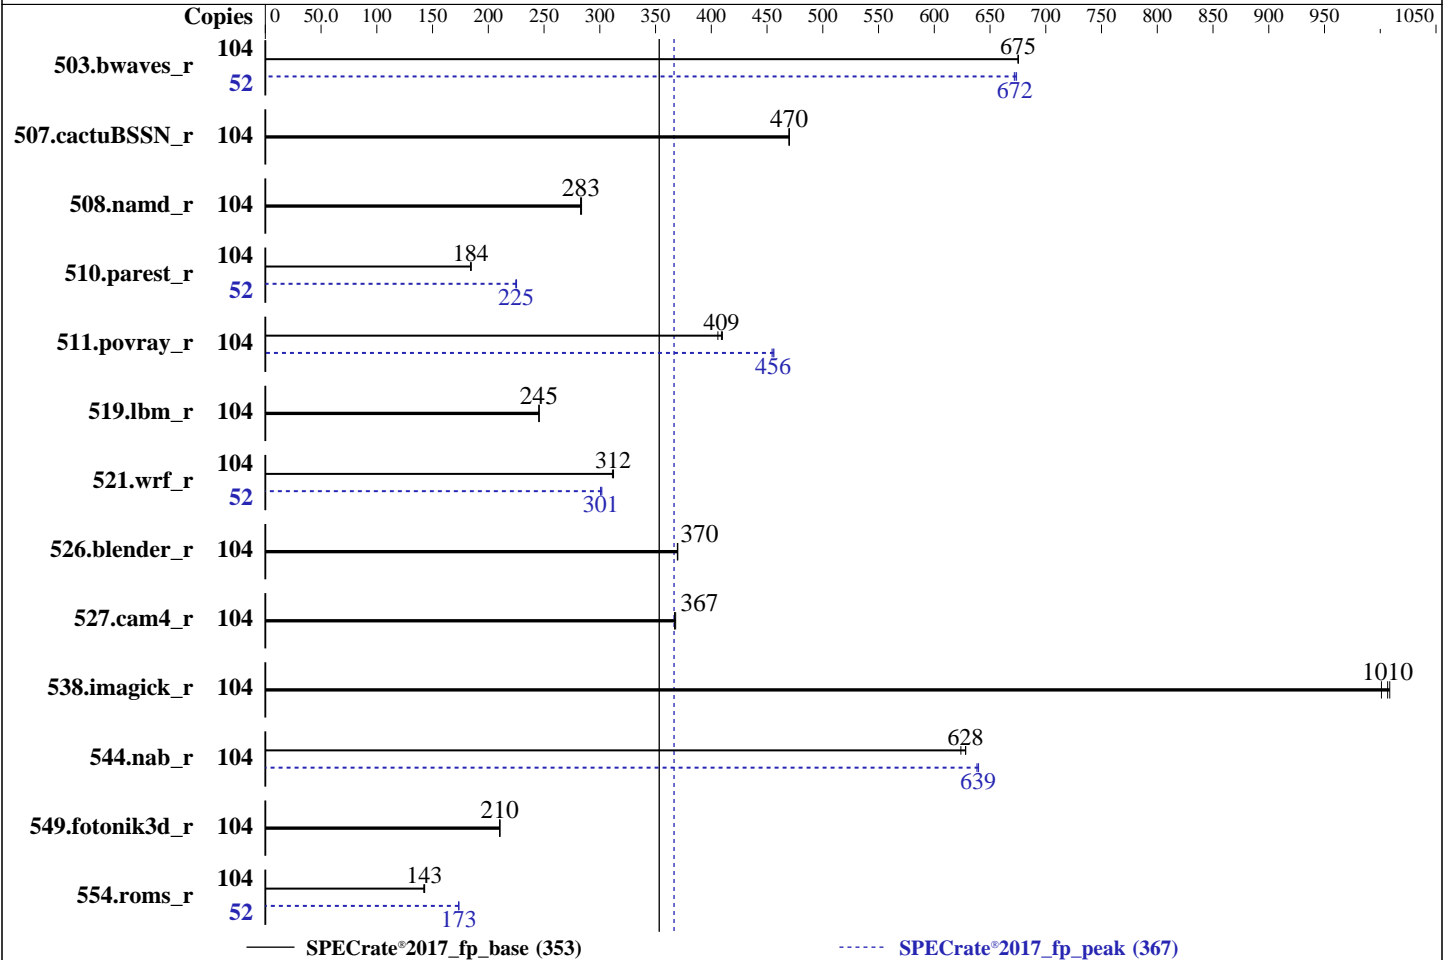 Copies 0 50.0 100 150 200 250 300 350 400 450 500 550 600 650 700 750 800 850 900 950 1050
503.bwaves_r 104 675
52 672
507.cactuBSSN_r 104 470
508.namd_r 104 283
510.parest_r 104 184
52 225
511.povray_r 104 409
456
519.lbm_r 104 245
521.wrf_r 104 312
52 301
526.blender_r 104 370
527.cam4_r 104 367
538.imagick_r 104 1010
544.nab_r 104 628
639
549.fotonik3d_r 104 210
554.roms_r 104 143
52 173
SPECrate®2017_fp_base (353) SPECrate®2017_fp_peak (367)